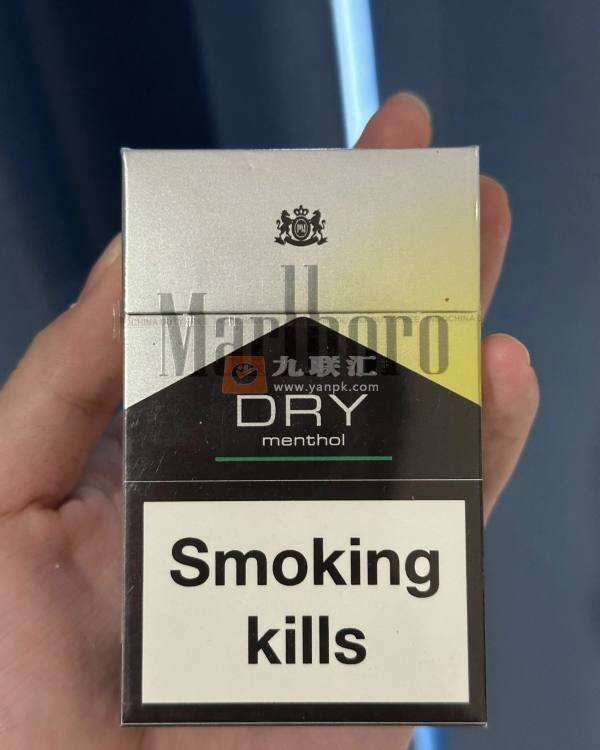 Marlboro
九联汇
www.yanpk.com
DRY
menthol
Smoking
kills